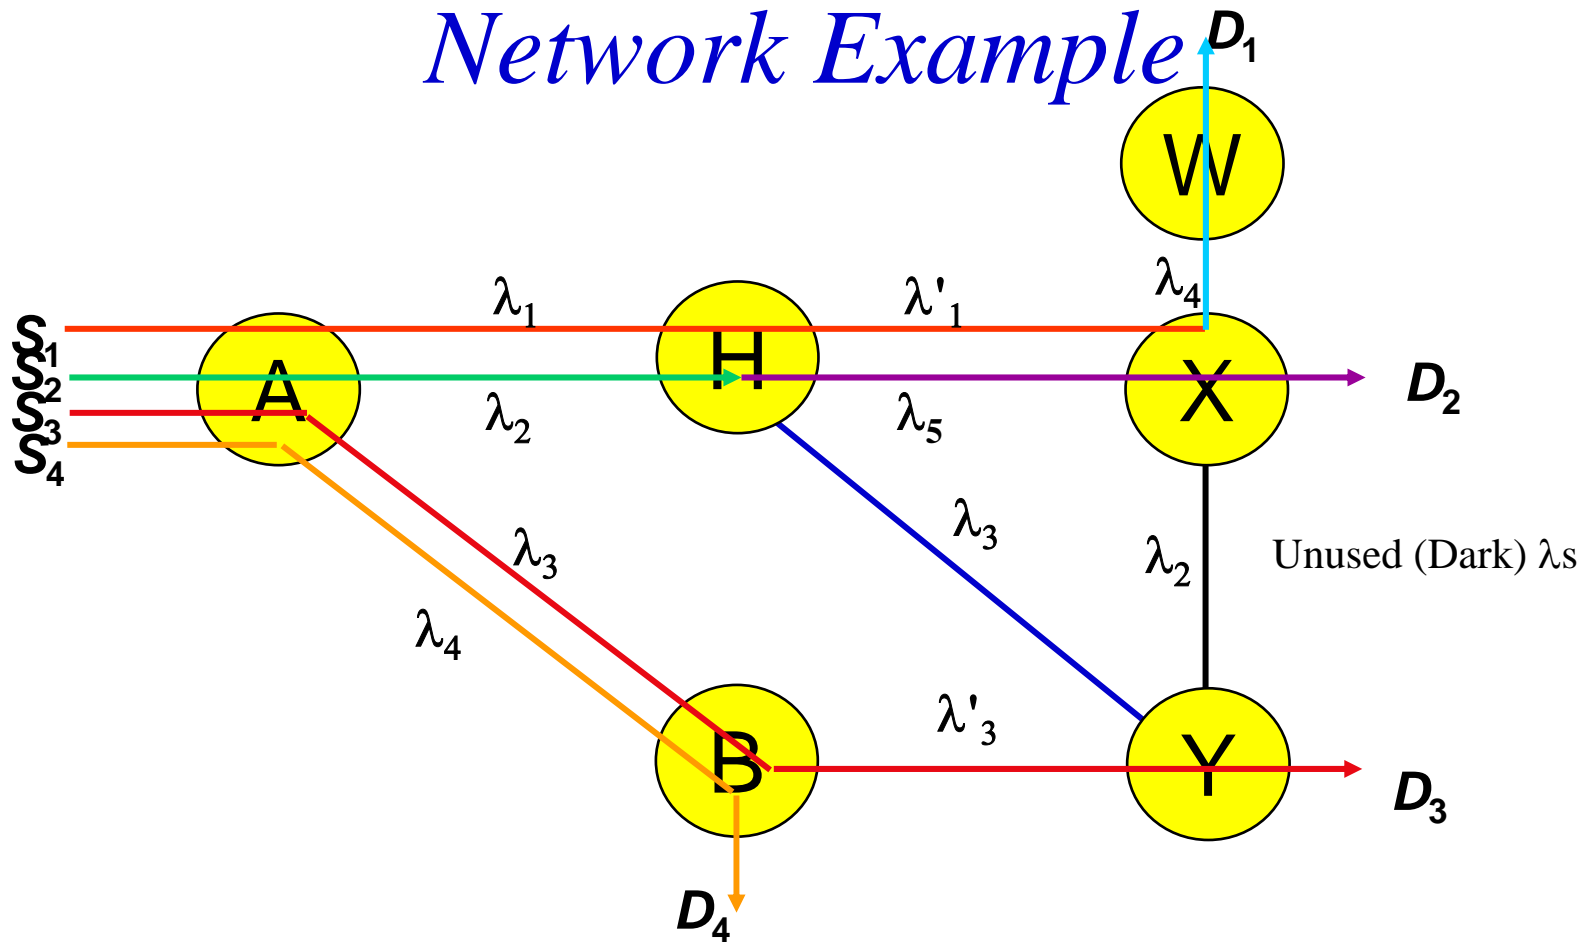 Network Example
D₁
W
λ₁
λ'₁
λ₄
S₁
H
S₂
A
X
D₂
S₃
λ₂
λ₅
S₄
λ₃
λ₃
λ₂
Unused (Dark) λs
λ₄
λ'₃
B
Y
D₃
D₄